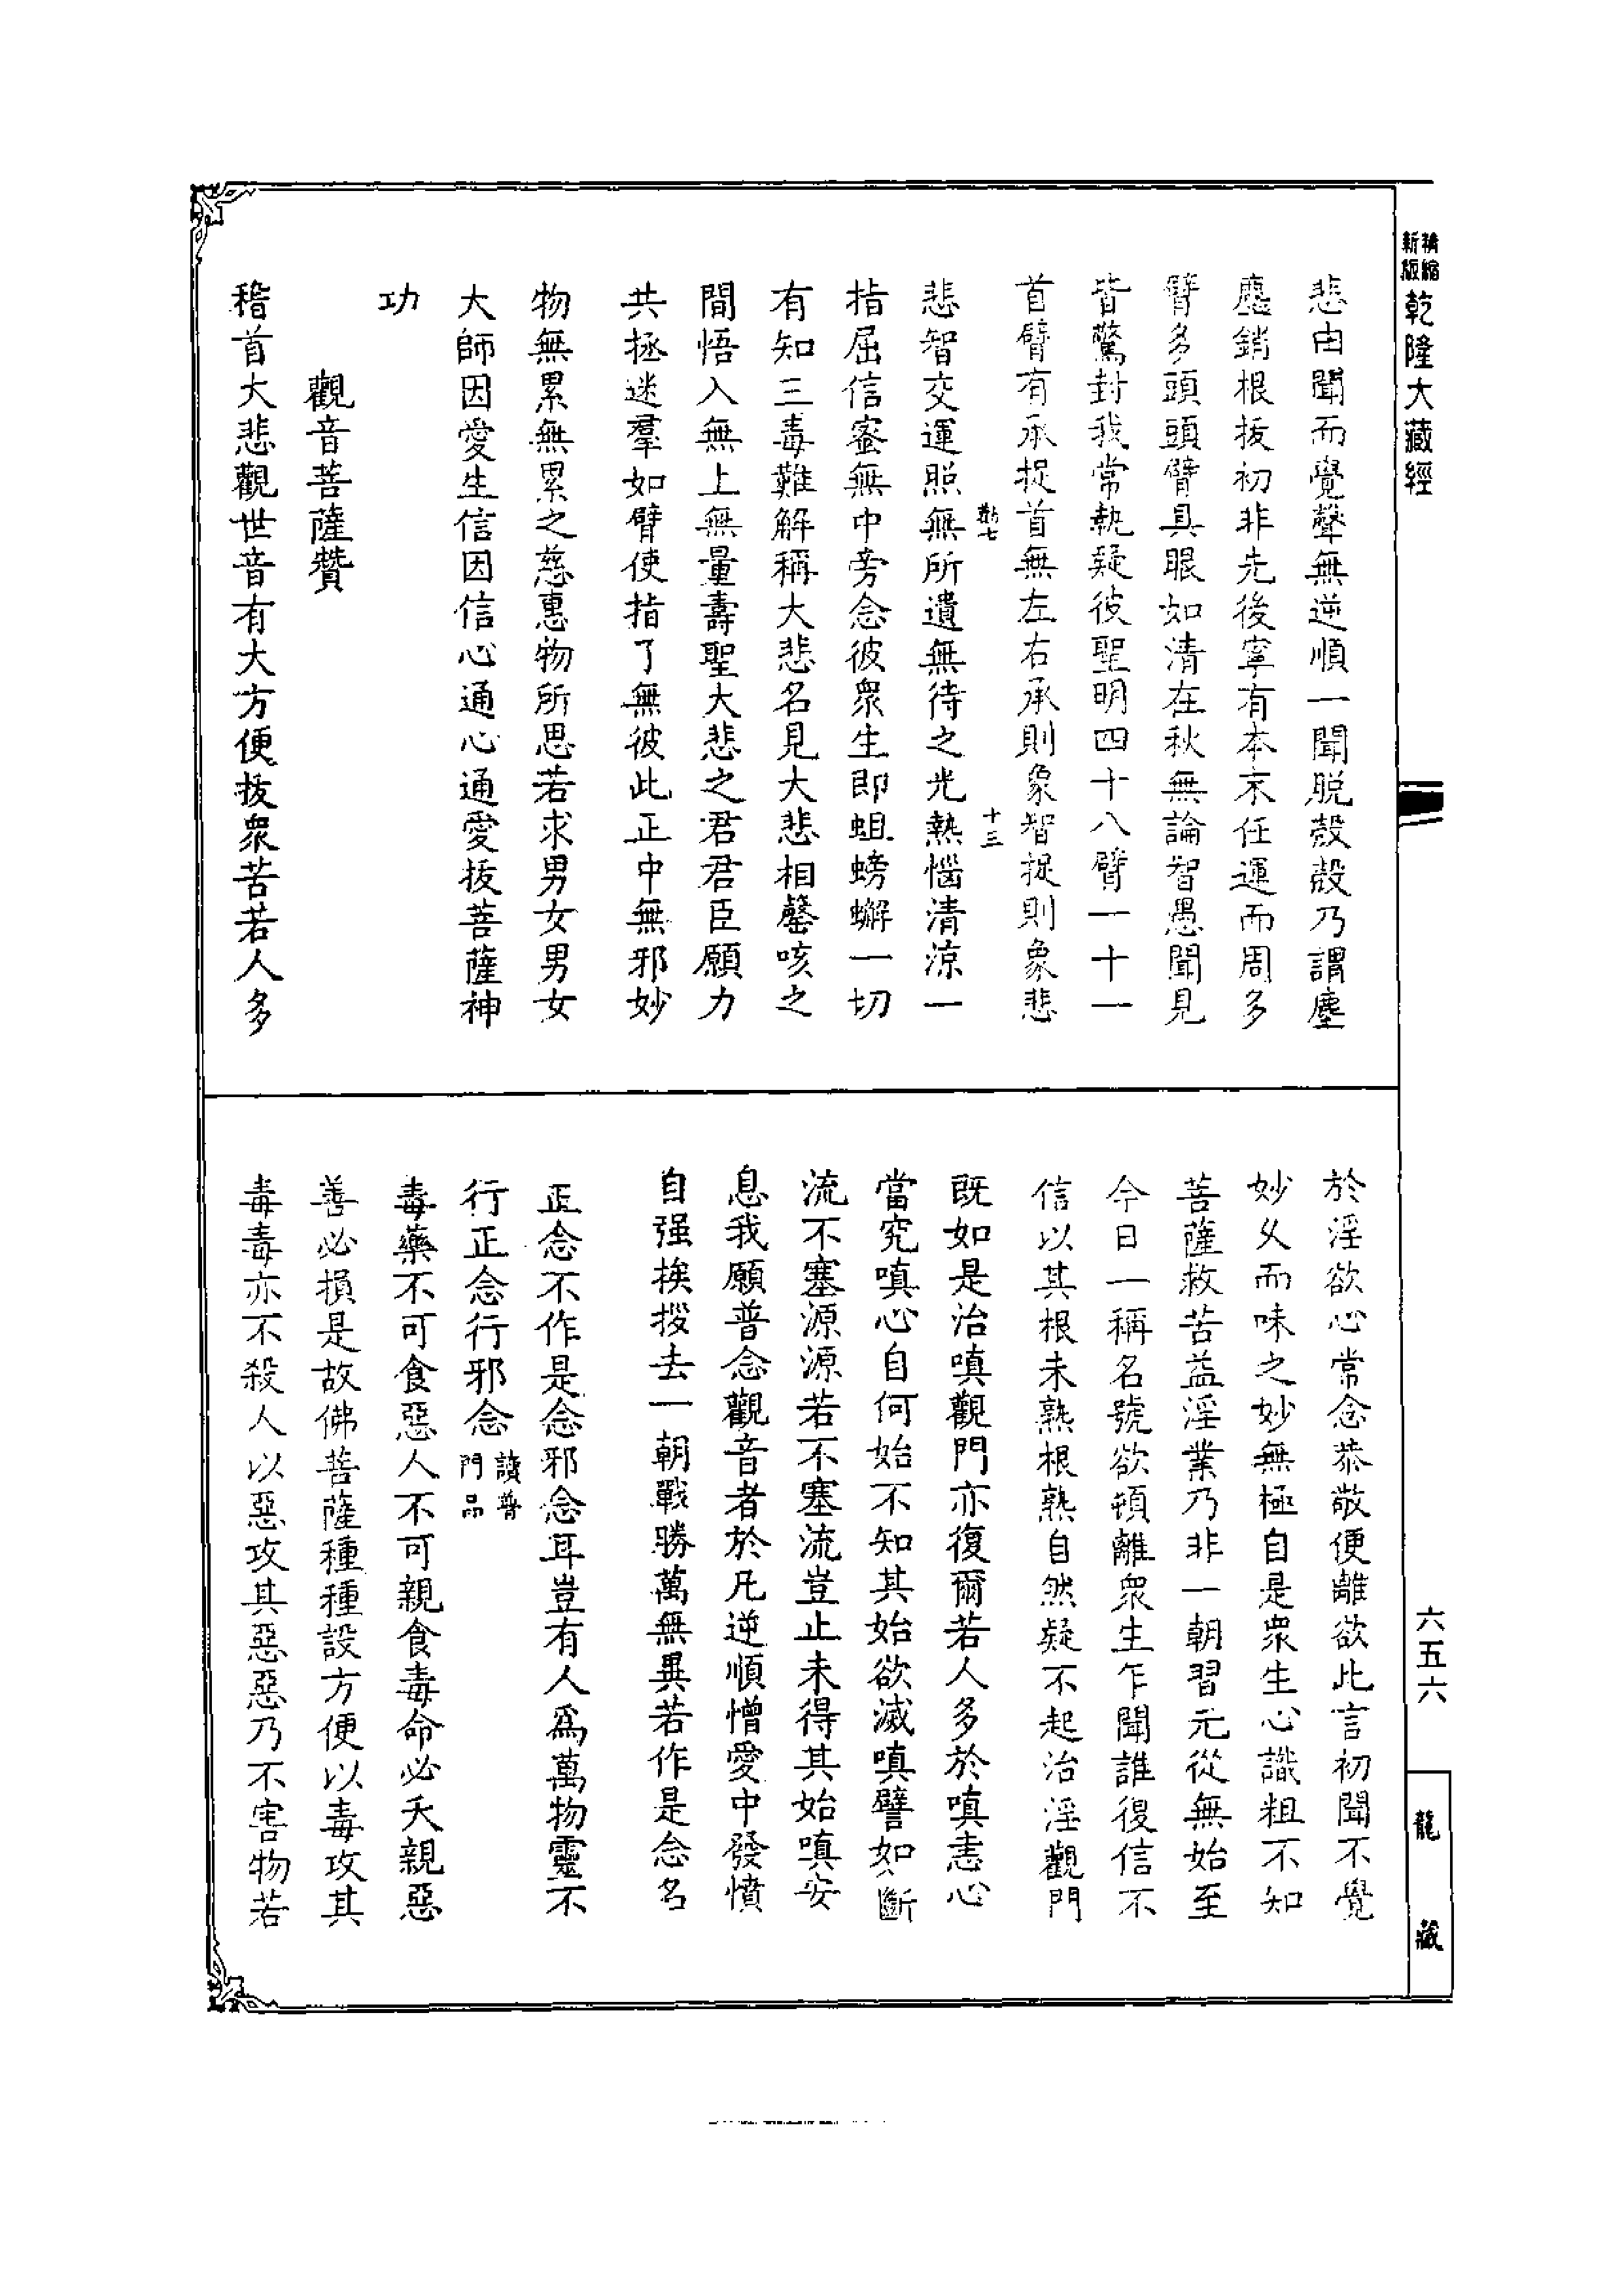 精縮新版乾隆大藏經
悲由聞而覺聲無逆順一聞脫殼殼乃謂塵
塵銷根拔初非先後寧有本末任運而周多
臂多頭頭臂具眼如清在秋無論智愚聞見
皆驚封我常執疑彼聖明四十八臂一十一
首臂有承捉首無左右承則象智捉則象悲
勤七 十三
悲智交運照無所遺無待之光熱惱清涼一
指屈信密無中旁念彼衆生即蛆螃蠏一切
有知三毒難解稱大悲名見大悲相罄咳之
間悟入無上無量壽聖大悲之君君臣願力
共拯迷羣如臂使指了無彼此正中無邪妙
物無累無累之慈惠物所思若求男女男女
大師因愛生信因信心通心通愛拔菩薩神
功
觀音菩薩贊
稽首大悲觀世音有大方便拔衆苦若人多
於淫欲心常念恭敬便離欲此言初聞不覺
妙乆而味之妙無極自是衆生心識粗不知
菩薩救苦益淫業乃非一朝習元從無始至
今日一稱名號欲頓離衆生乍聞誰復信不
信以其根未熟根熟自然疑不起治淫觀門
既如是治嗔觀門亦復爾若人多於嗔恚心
當究嗔心自何始不知其始欲滅嗔譬如斷
流不塞源源若不塞流豈止未得其始嗔安
息我願普念觀音者於凡逆順憎愛中發憤
自强挨拶去一朝戰勝萬無異若作是念名
正念不作是念邪念耳豈有人爲萬物靈不
行正念行邪念讀普門品
毒藥不可食惡人不可親食毒命必夭親惡
善必損是故佛菩薩種種設方便以毒攻其
毒毒亦不殺人以惡攻其惡惡乃不害物若
六五六
龍藏